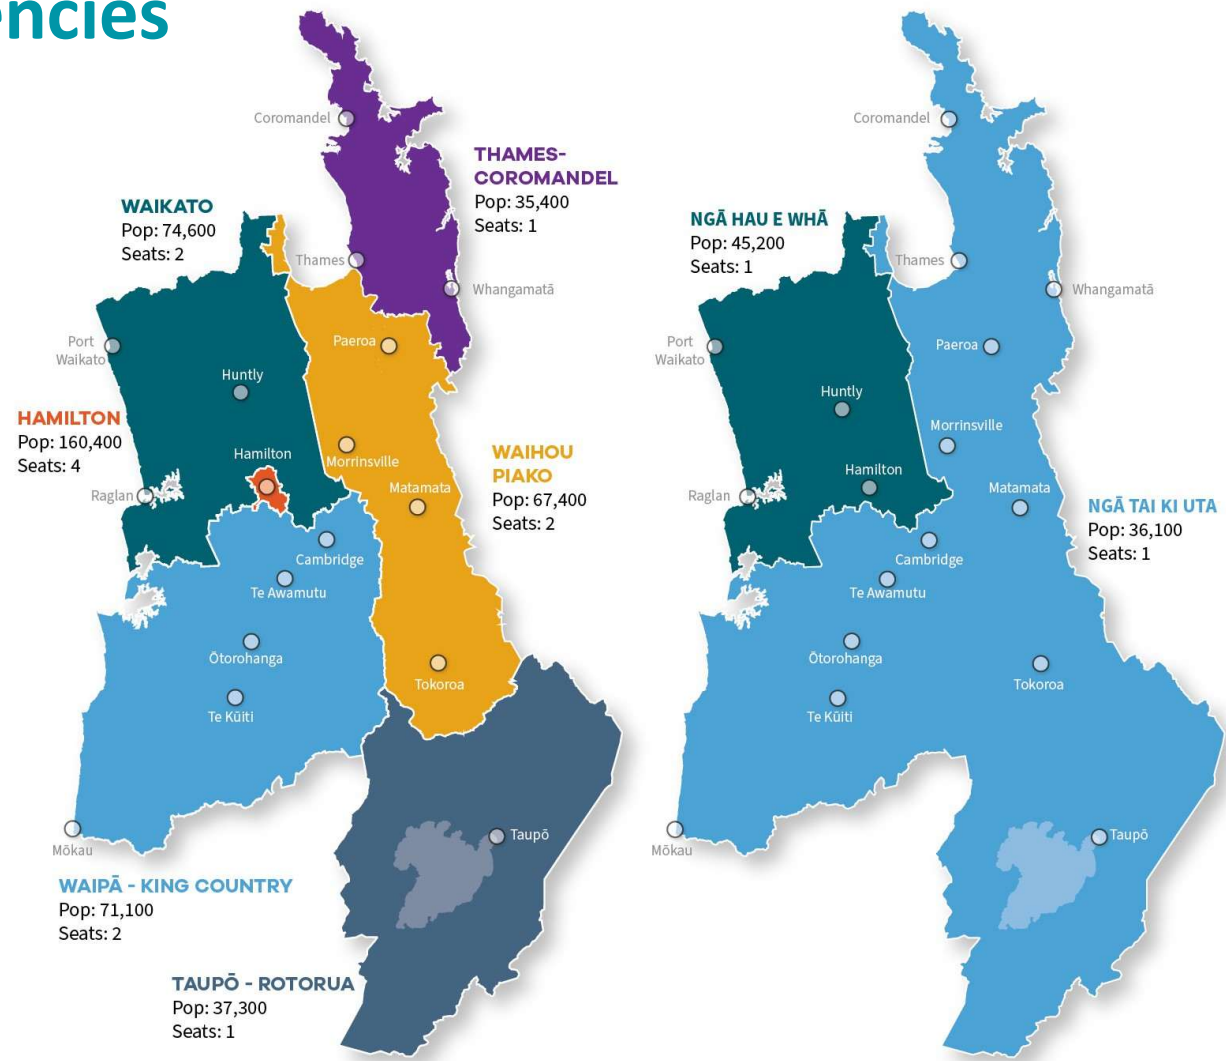 encies
Coromandel
THAMES-
COROMANDEL
Pop: 35,400
Seats: 1
WAIKATO
Pop: 74,600
Seats: 2
Thames
Whangamatā
Port
Waikato
Paeroa
Huntly
HAMILTON
Pop: 160,400
Seats: 4
Hamilton
Morrinsville
WAIHOU
PIAKO
Pop: 67,400
Seats: 2
Raglan
Matamata
Cambridge
Te Awamutu
Ōtorohanga
Tokoroa
Te Kūiti
Taupō
Mōkau
WAIPĀ - KING COUNTRY
Pop: 71,100
Seats: 2
TAUPŌ - ROTORUA
Pop: 37,300
Seats: 1
Coromandel
NGĀ HAU E WHĀ
Pop: 45,200
Seats: 1
Thames
Whangamatā
Port
Waikato
Paeroa
Huntly
Morrinsville
Hamilton
Raglan
Matamata
NGĀ TAI KI UTA
Pop: 36,100
Seats: 1
Cambridge
Te Awamutu
Ōtorohanga
Tokoroa
Te Kūiti
Taupō
Mōkau